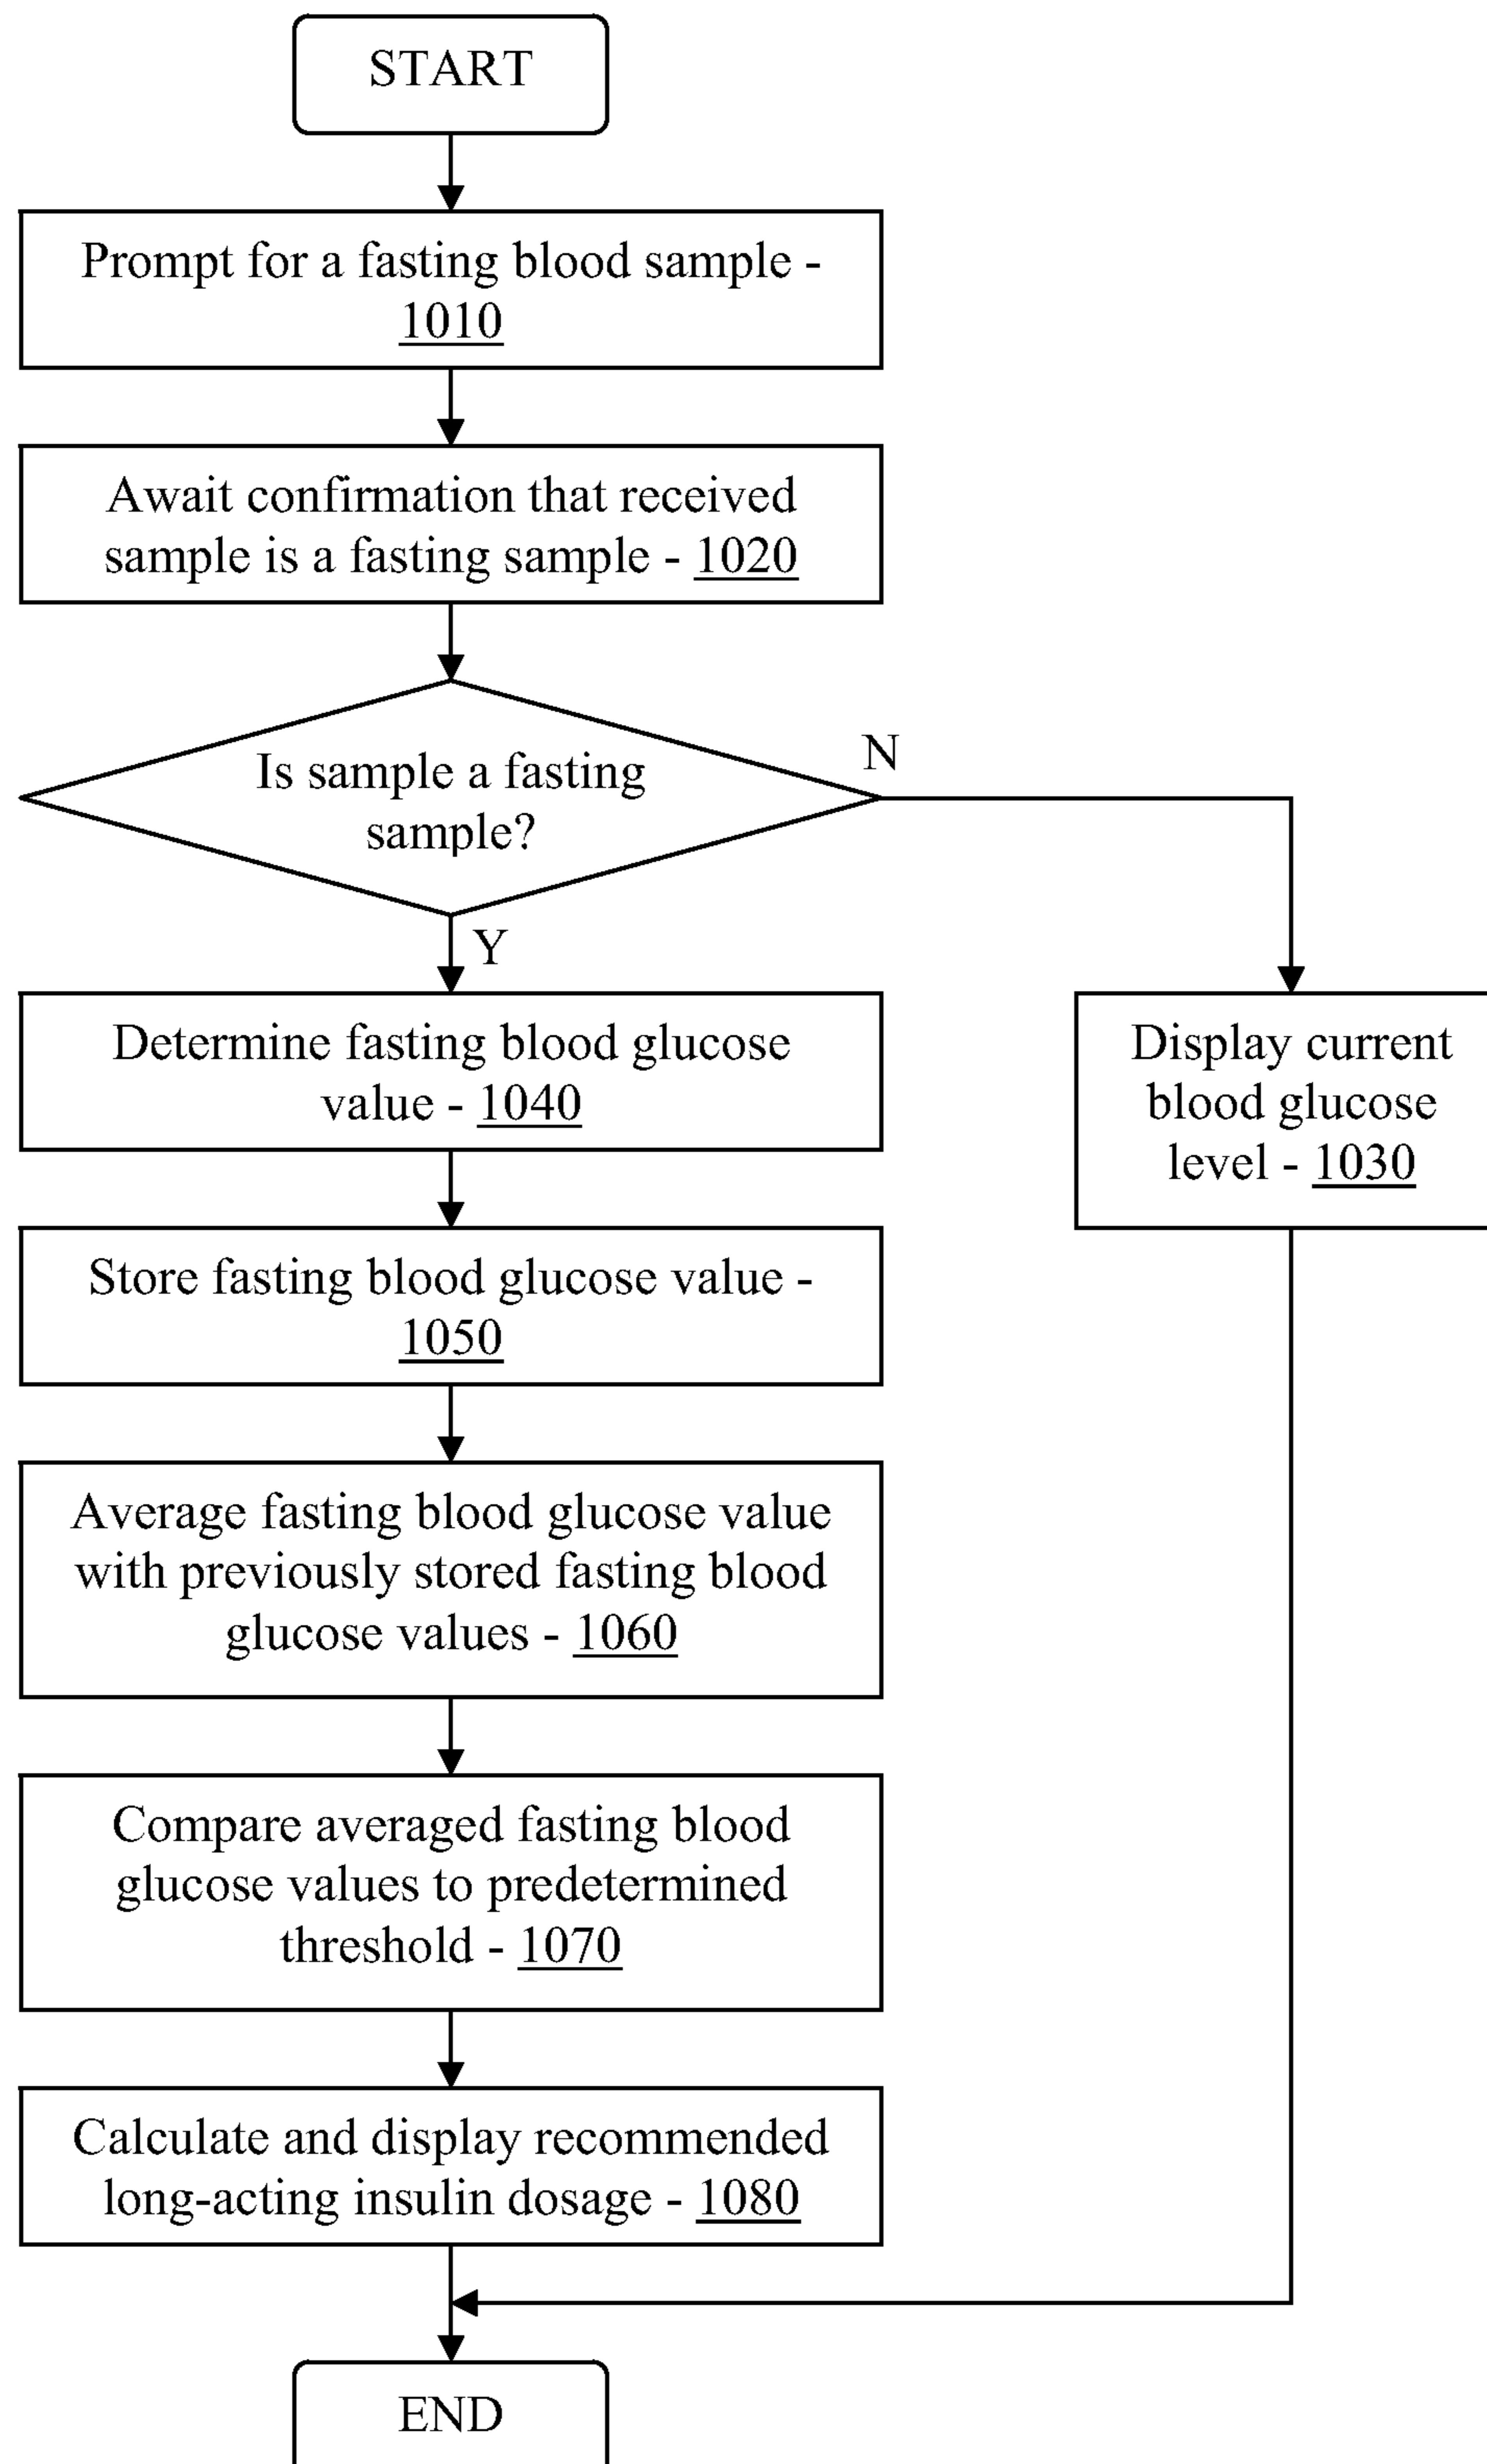 START
Prompt for a fasting blood sample -
1010
Await confirmation that received
sample is a fasting sample - 1020
Is sample a fasting
sample?
N
Y
Determine fasting blood glucose
value - 1040
Display current
blood glucose
level - 1030
Store fasting blood glucose value -
1050
Average fasting blood glucose value
with previously stored fasting blood
glucose values - 1060
Compare averaged fasting blood
glucose values to predetermined
threshold - 1070
Calculate and display recommended
long-acting insulin dosage - 1080
END